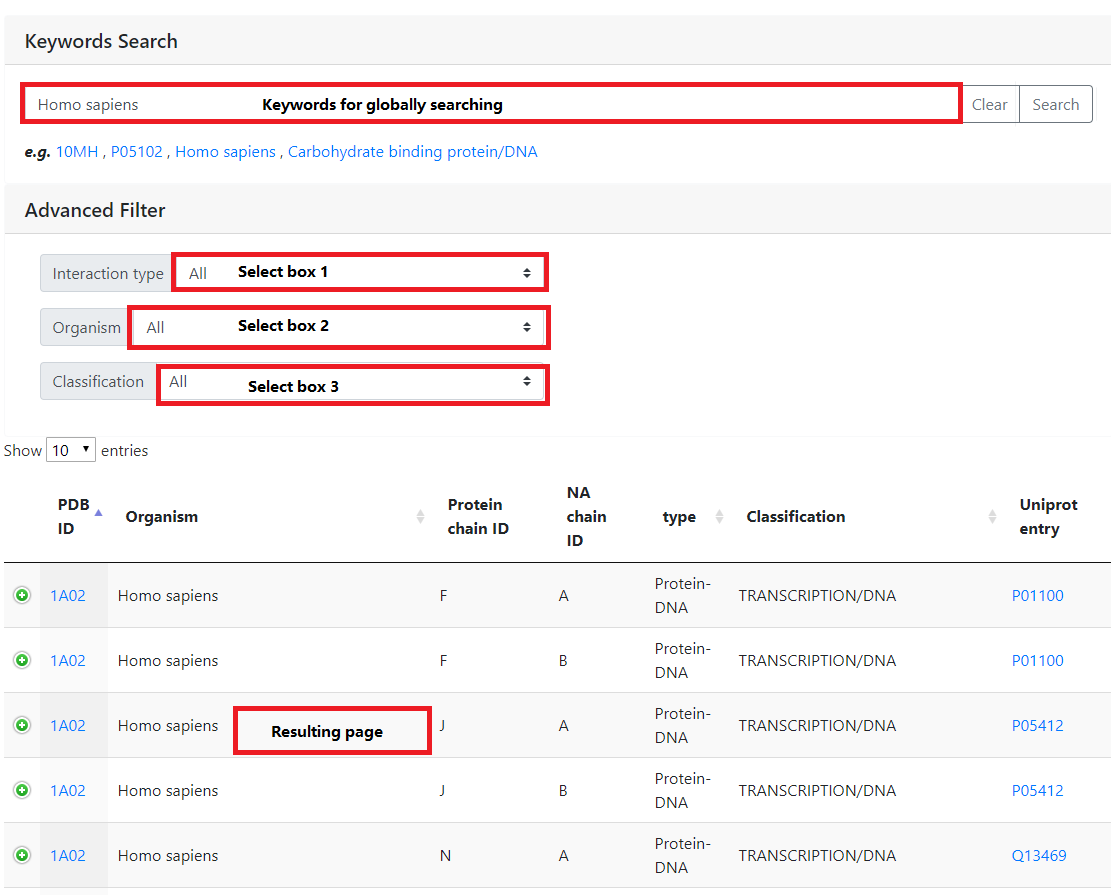 Keywords Search
Homo sapiens Keywords for globally searching Clear Search
e.g. 10MH , P05102 , Homo sapiens , Carbohydrate binding protein/DNA
Advanced Filter
Interaction type All Select box 1
Organism All Select box 2
Classification All Select box 3
Show 10 entries
PDB ID Organism Protein chain ID NA chain ID type Classification Uniprot entry
1A02 Homo sapiens F A Protein-DNA TRANSCRIPTION/DNA P01100
1A02 Homo sapiens F B Protein-DNA TRANSCRIPTION/DNA P01100
1A02 Homo sapiens Resulting page J A Protein-DNA TRANSCRIPTION/DNA P05412
1A02 Homo sapiens J B Protein-DNA TRANSCRIPTION/DNA P05412
1A02 Homo sapiens N A Protein-DNA TRANSCRIPTION/DNA Q13469